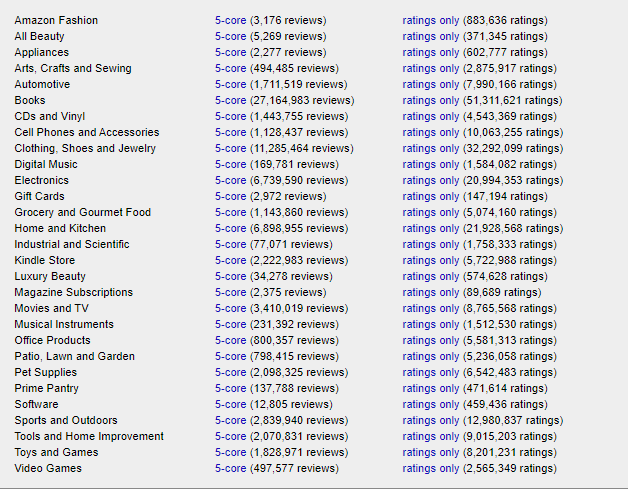 Amazon Fashion 5-core (3,176 reviews) ratings only (883,636 ratings)
All Beauty 5-core (5,269 reviews) ratings only (371,345 ratings)
Appliances 5-core (2,277 reviews) ratings only (602,777 ratings)
Arts, Crafts and Sewing 5-core (494,485 reviews) ratings only (2,875,917 ratings)
Automotive 5-core (1,711,519 reviews) ratings only (7,990,166 ratings)
Books 5-core (27,164,983 reviews) ratings only (51,311,621 ratings)
CDs and Vinyl 5-core (1,443,755 reviews) ratings only (4,543,369 ratings)
Cell Phones and Accessories 5-core (1,128,437 reviews) ratings only (10,063,255 ratings)
Clothing, Shoes and Jewelry 5-core (11,285,464 reviews) ratings only (32,292,099 ratings)
Digital Music 5-core (169,781 reviews) ratings only (1,584,082 ratings)
Electronics 5-core (6,739,590 reviews) ratings only (20,994,353 ratings)
Gift Cards 5-core (2,972 reviews) ratings only (147,194 ratings)
Grocery and Gourmet Food 5-core (1,143,860 reviews) ratings only (5,074,160 ratings)
Home and Kitchen 5-core (6,898,955 reviews) ratings only (21,928,568 ratings)
Industrial and Scientific 5-core (77,071 reviews) ratings only (1,758,333 ratings)
Kindle Store 5-core (2,222,983 reviews) ratings only (5,722,988 ratings)
Luxury Beauty 5-core (34,278 reviews) ratings only (574,628 ratings)
Magazine Subscriptions 5-core (2,375 reviews) ratings only (89,689 ratings)
Movies and TV 5-core (3,410,019 reviews) ratings only (8,765,568 ratings)
Musical Instruments 5-core (231,392 reviews) ratings only (1,512,530 ratings)
Office Products 5-core (800,357 reviews) ratings only (5,581,313 ratings)
Patio, Lawn and Garden 5-core (798,415 reviews) ratings only (5,236,058 ratings)
Pet Supplies 5-core (2,098,325 reviews) ratings only (6,542,483 ratings)
Prime Pantry 5-core (137,788 reviews) ratings only (471,614 ratings)
Software 5-core (12,805 reviews) ratings only (459,436 ratings)
Sports and Outdoors 5-core (2,839,940 reviews) ratings only (12,980,837 ratings)
Tools and Home Improvement 5-core (2,070,831 reviews) ratings only (9,015,203 ratings)
Toys and Games 5-core (1,828,971 reviews) ratings only (8,201,231 ratings)
Video Games 5-core (497,577 reviews) ratings only (2,565,349 ratings)